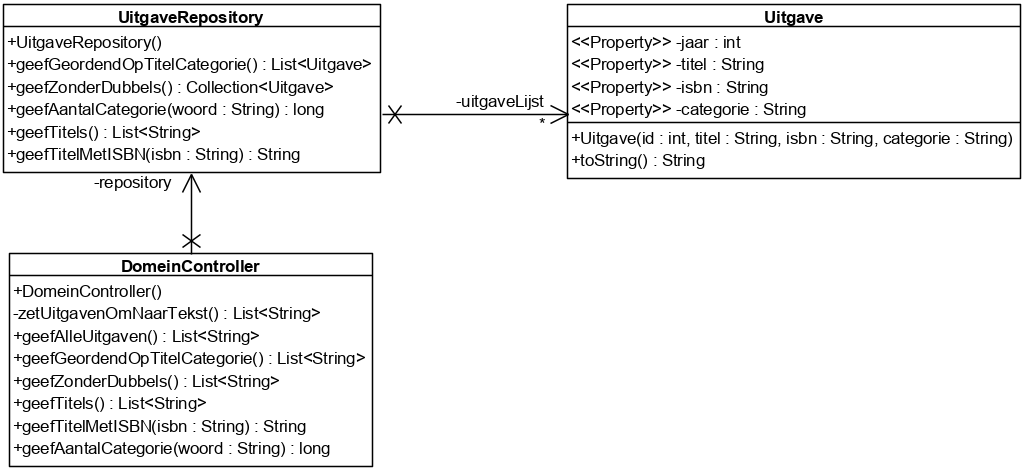 UitgaveRepository
+UitgaveRepository()
+geefGeordendOpTitelCategorie() : List<Uitgave>
+geefZonderDubbels() : Collection<Uitgave>
+geefAantalCategorie(woord : String) : long
+geefTitels() : List<String>
+geefTitelMetISBN(isbn : String) : String
-uitgaveLijst
*
Uitgave
<<Property>> -jaar : int
<<Property>> -titel : String
<<Property>> -isbn : String
<<Property>> -categorie : String
+Uitgave(id : int, titel : String, isbn : String, categorie : String)
+toString() : String
-repository
DomeinController
+DomeinController()
-zetUitgavenOmNaarTekst() : List<String>
+geefAlleUitgaven() : List<String>
+geefGeordendOpTitelCategorie() : List<String>
+geefZonderDubbels() : List<String>
+geefTitels() : List<String>
+geefTitelMetISBN(isbn : String) : String
+geefAantalCategorie(woord : String) : long